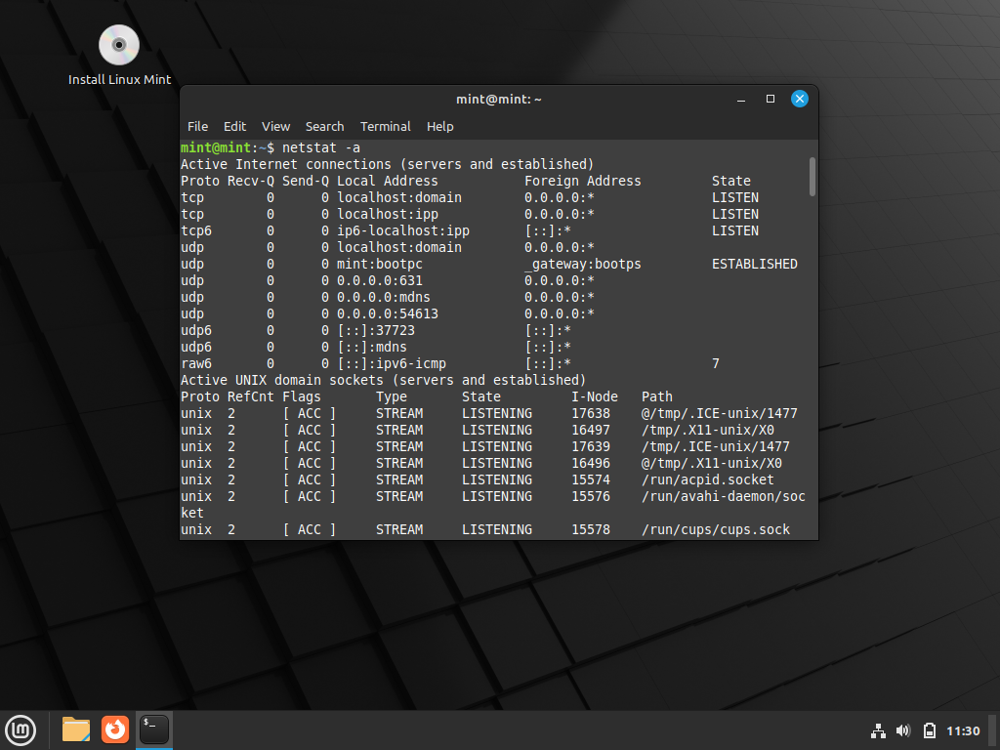 Install Linux Mint
mint@mint: ~
File Edit View Search Terminal Help
mint@mint:~$ netstat -a
Active Internet connections (servers and established)
Proto Recv-Q Send-Q Local Address           Foreign Address         State
tcp        0      0 localhost:domain        0.0.0.0:*               LISTEN
tcp        0      0 localhost:ipp           0.0.0.0:*               LISTEN
tcp6       0      0 ip6-localhost:ipp       [::]:*                  LISTEN
udp        0      0 localhost:domain        0.0.0.0:*
udp        0      0 mint:bootpc             _gateway:bootps         ESTABLISHED
udp        0      0 0.0.0.0:631             0.0.0.0:*
udp        0      0 0.0.0.0:mdns            0.0.0.0:*
udp        0      0 0.0.0.0:54613           0.0.0.0:*
udp6       0      0 [::]:37723              [::]:*
udp6       0      0 [::]:mdns               [::]:*
raw6       0      0 [::]:ipv6-icmp          [::]:*                  7
Active UNIX domain sockets (servers and established)
Proto RefCnt Flags       Type       State         I-Node   Path
unix  2      [ ACC ]     STREAM     LISTENING     17638    @/tmp/.ICE-unix/1477
unix  2      [ ACC ]     STREAM     LISTENING     16497    /tmp/.X11-unix/X0
unix  2      [ ACC ]     STREAM     LISTENING     17639    /tmp/.ICE-unix/1477
unix  2      [ ACC ]     STREAM     LISTENING     16496    @/tmp/.X11-unix/X0
unix  2      [ ACC ]     STREAM     LISTENING     15574    /run/acpid.socket
unix  2      [ ACC ]     STREAM     LISTENING     15576    /run/avahi-daemon/soc
ket
unix  2      [ ACC ]     STREAM     LISTENING     15578    /run/cups/cups.sock
$_
11:30